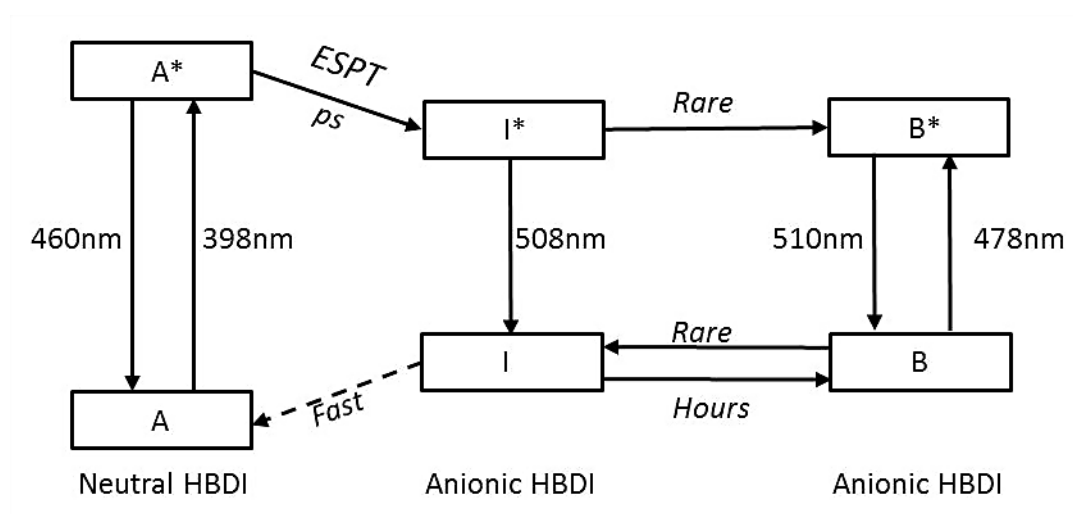 A*
ESPT
ps
I*
Rare
B*
460nm
398nm
508nm
510nm
478nm
I
Rare
B
Hours
Fast
A
Neutral HBDI
Anionic HBDI
Anionic HBDI